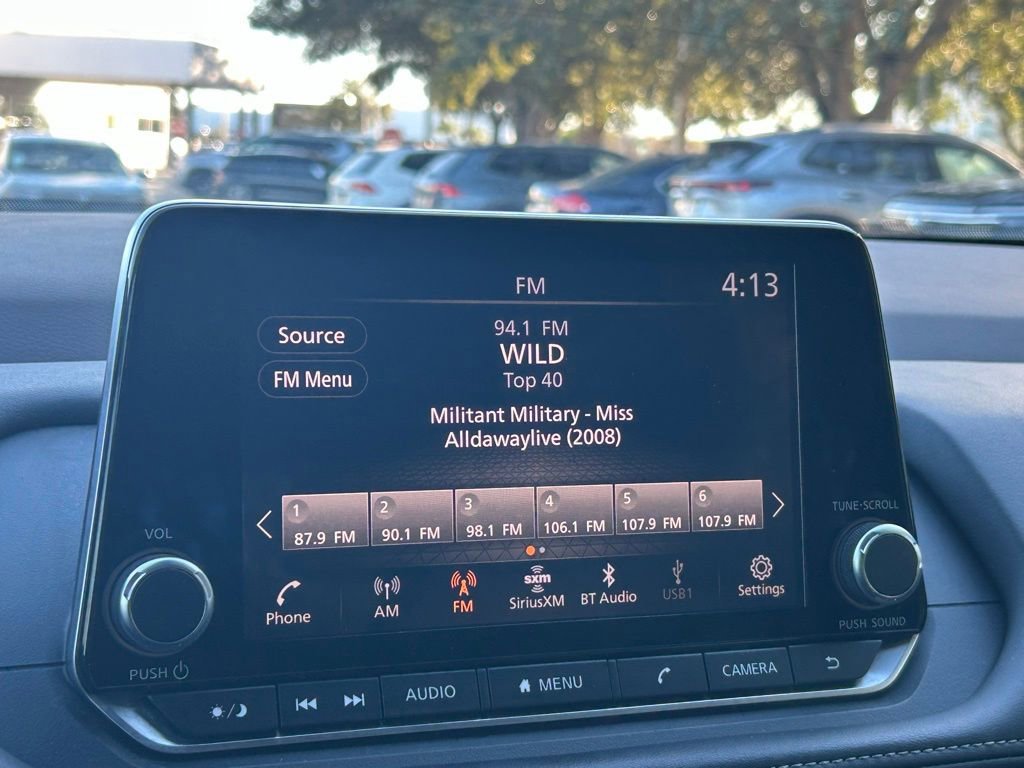 FM
4:13
Source
94.1 FM
WILD
FM Menu
Top 40
Militant Military - Miss
Alldawaylive (2008)
1 2 3 4 5 6
87.9 FM 90.1 FM 98.1 FM 106.1 FM 107.9 FM 107.9 FM
VOL
TUNE·SCROLL
sxm
Phone AM FM SiriusXM BT Audio USB1 Settings
PUSH
PUSH SOUND
AUDIO MENU CAMERA